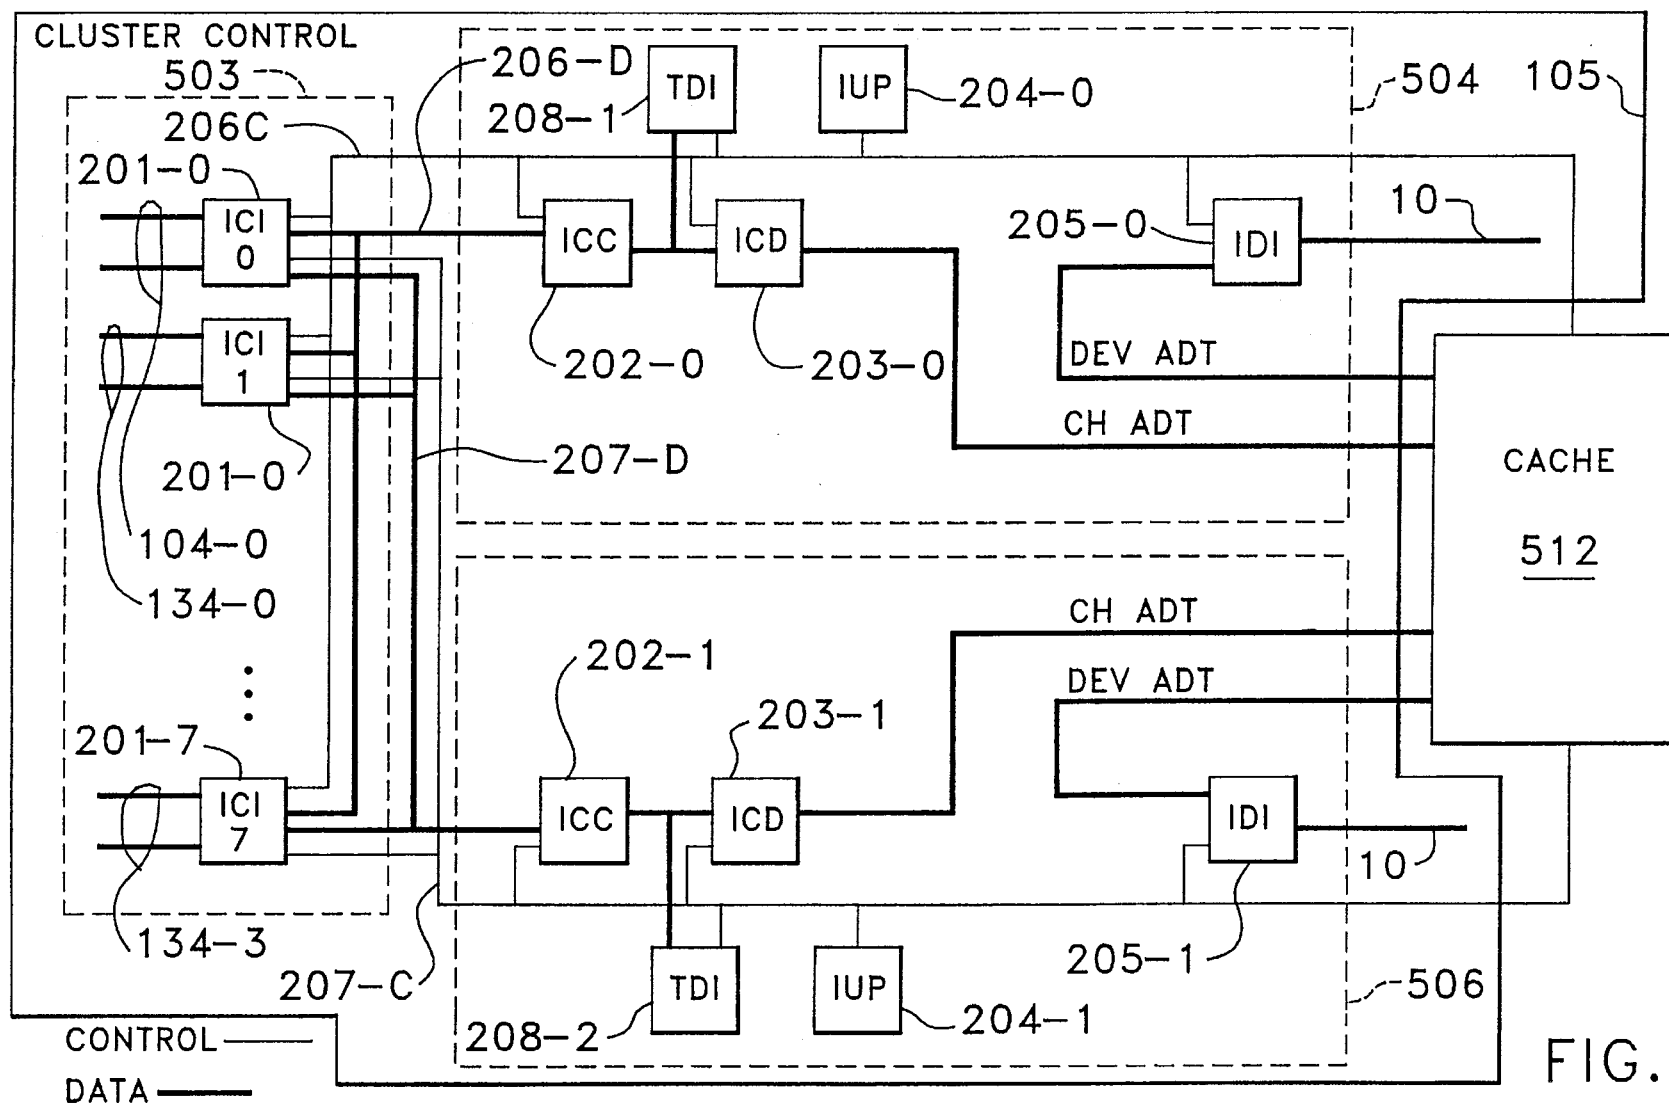 CLUSTER CONTROL
503
206-D
TDI
IUP
204-0
504
105
208-1
206C
201-0
ICI
0
ICC
ICD
205-0
IDI
10
ICI
1
202-0
203-0
DEV ADT
CH ADT
201-0
207-D
CACHE
512
104-0
134-0
CH ADT
202-1
DEV ADT
203-1
201-7
ICI
7
ICC
ICD
IDI
10
134-3
207-C
205-1
TDI
IUP
506
208-2
204-1
CONTROL
DATA
FIG.